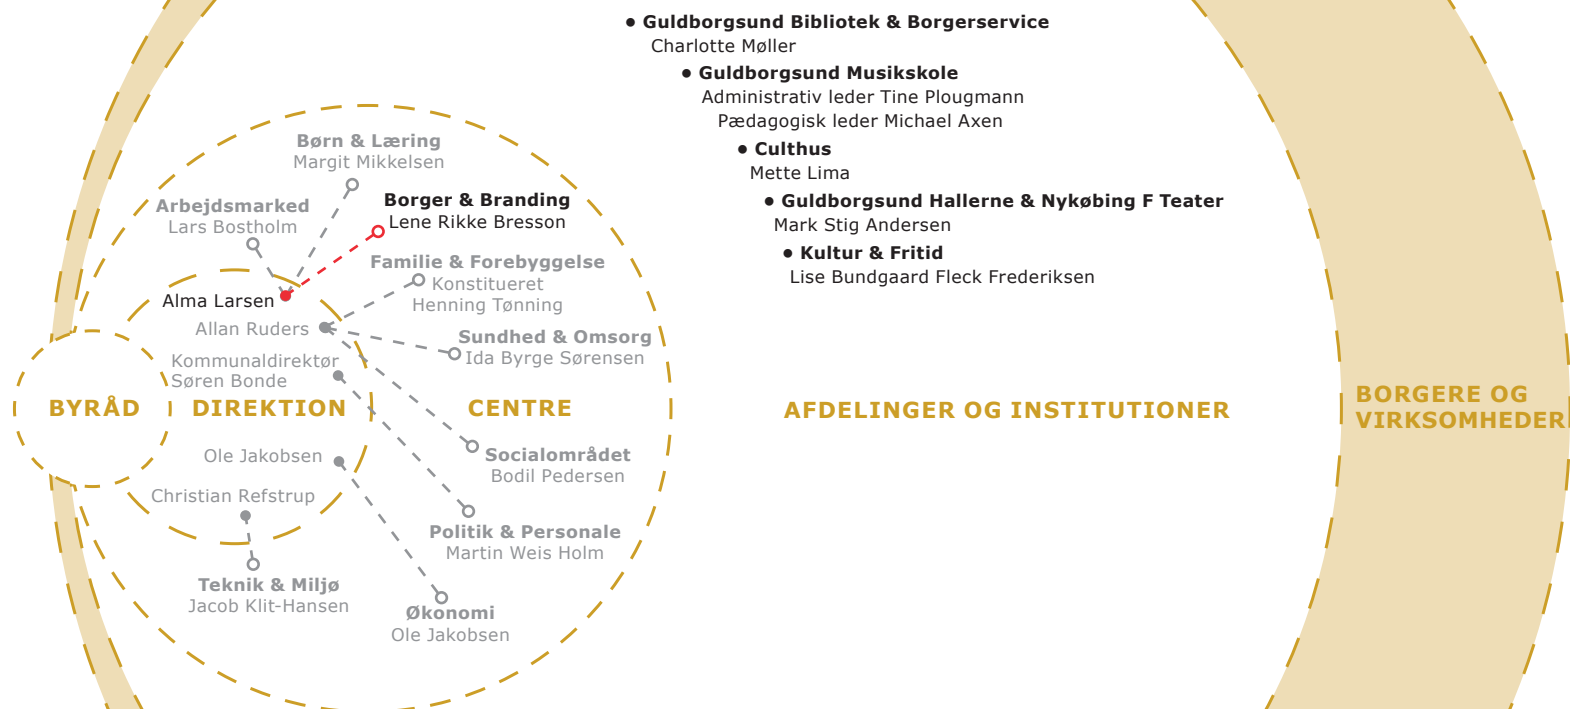 • Guldborgsund Bibliotek & Borgerservice
Charlotte Møller
• Guldborgsund Musikskole
Administrativ leder Tine Plougmann
Pædagogisk leder Michael Axen
• Culthus
Mette Lima
• Guldborgsund Hallerne & Nykøbing F Teater
Mark Stig Andersen
• Kultur & Fritid
Lise Bundgaard Fleck Frederiksen
Børn & Læring
Margit Mikkelsen
Arbejdsmarked
Lars Bostholm
Borger & Branding
Lene Rikke Bresson
Familie & Forebyggelse
Konstitueret
Henning Tønning
Alma Larsen
Allan Ruders
Sundhed & Omsorg
Ida Byrge Sørensen
Kommunaldirektør
Søren Bonde
BYRÅD
DIREKTION
CENTRE
AFDELINGER OG INSTITUTIONER
BORGERE OG
VIRKSOMHEDER
Ole Jakobsen
Socialområdet
Bodil Pedersen
Christian Refstrup
Politik & Personale
Martin Weis Holm
Teknik & Miljø
Jacob Klit-Hansen
Økonomi
Ole Jakobsen